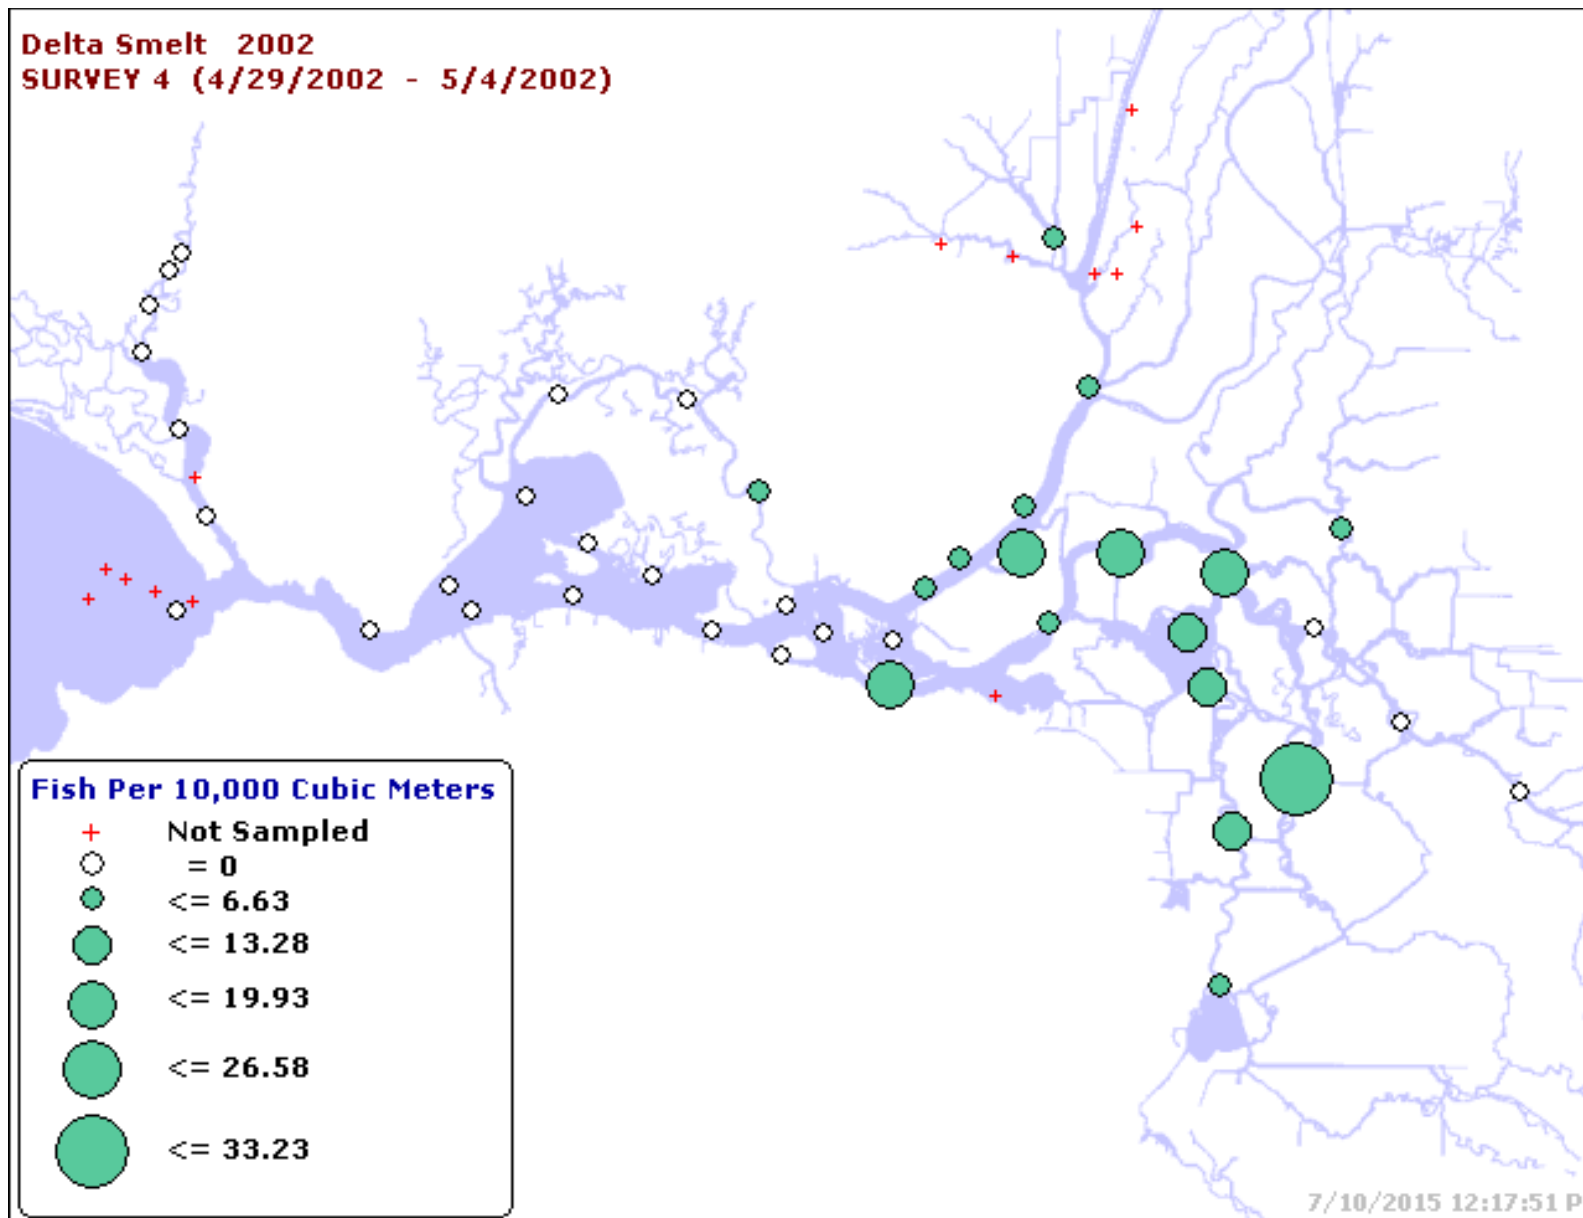 Delta Smelt 2002
SURVEY 4 (4/29/2002 - 5/4/2002)
Fish Per 10,000 Cubic Meters
Not Sampled
= 0
<= 6.63
<= 13.28
<= 19.93
<= 26.58
<= 33.23
7/10/2015 12:17:51 P